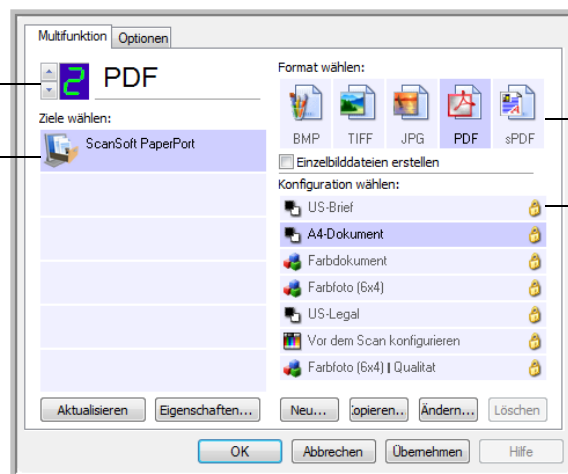 Multifunktion Optionen
2 PDF
Ziele wählen:
ScanSoft PaperPort
Aktualisieren Eigenschaften...
Format wählen:
BMP TIFF JPG PDF sPDF
Einzelbilddateien erstellen
Konfiguration wählen:
US-Brief
A4-Dokument
Farbdokument
Farbfoto (6x4)
US-Legal
Vor dem Scan konfigurieren
Farbfoto (6x4) | Qualitat
Neu... opieren.. Ändern... Löschen
OK Abbrechen Übernehmen Hilfe